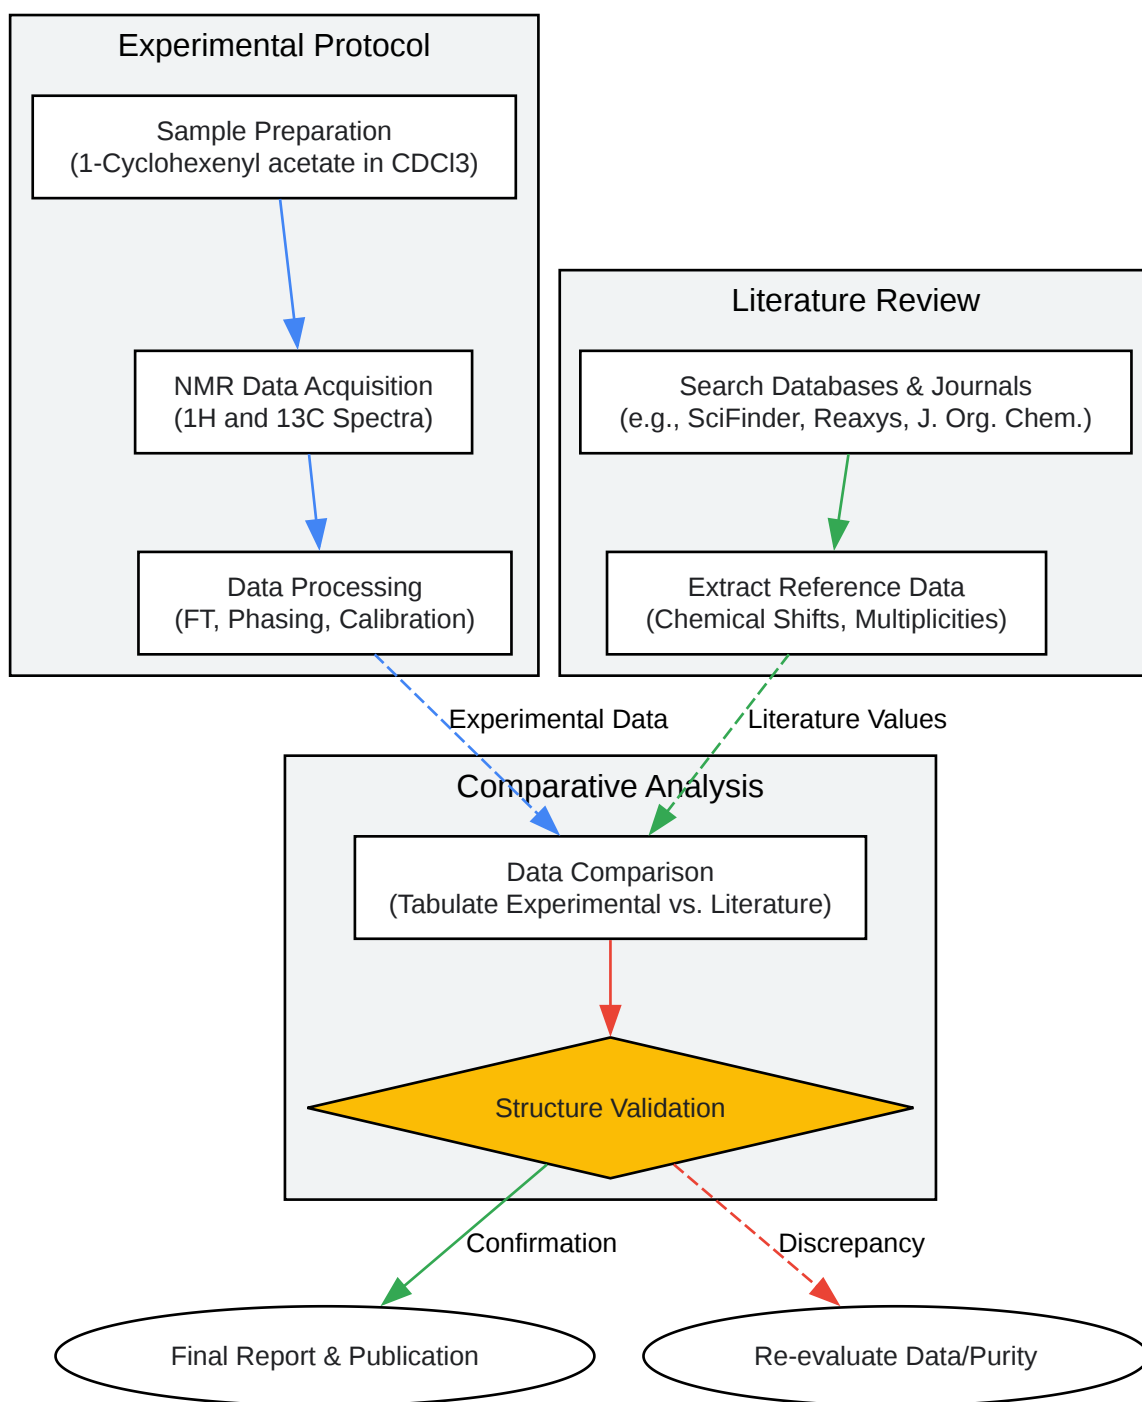 Experimental Protocol
Sample Preparation
(1-Cyclohexenyl acetate in CDCl3)
NMR Data Acquisition
(1H and 13C Spectra)
Data Processing
(FT, Phasing, Calibration)
Literature Review
Search Databases & Journals
(e.g., SciFinder, Reaxys, J. Org. Chem.)
Extract Reference Data
(Chemical Shifts, Multiplicities)
Experimental Data
Literature Values
Comparative Analysis
Data Comparison
(Tabulate Experimental vs. Literature)
Structure Validation
Confirmation
Discrepancy
Final Report & Publication
Re-evaluate Data/Purity